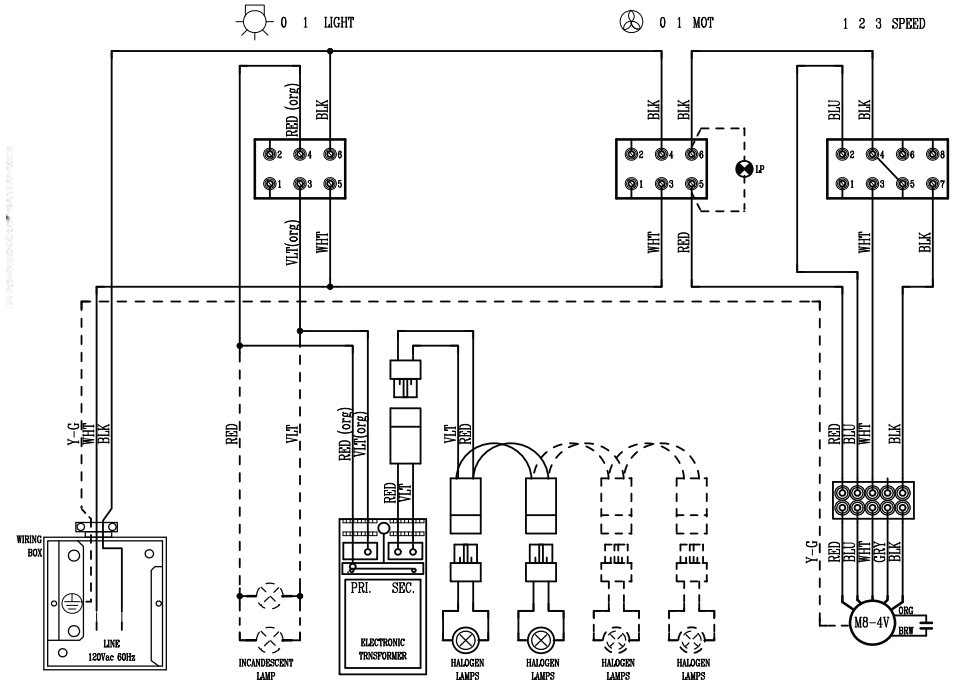 0 1 LIGHT
0 1 MOT
1 2 3 SPEED
RED (org)
BLK
BLK
BLK
BLU
BLK
2 4 6
1 3 5
2 4 6
1 3 5
LP
2 4 6 8
1 3 5 7
VLT(org)
WHT
WHT
RED
WHT
BLK
Y-G
WHT
BLK
RED
VLT
RED (org)
VLT(org)
RED
VLT
VLT
RED
RED
BLU
WHT
BLK
WIRING
BOX
LINE
120Vac 60Hz
INCANDESCENT
LAMP
PRI. SEC.
ELECTRONIC
TRNSFORMER
HALOGEN
LAMPS
HALOGEN
LAMPS
HALOGEN
LAMPS
HALOGEN
LAMPS
Y-G
RED
BLU
WHT
GRY
BLK
M8-4V
ORG
BRW